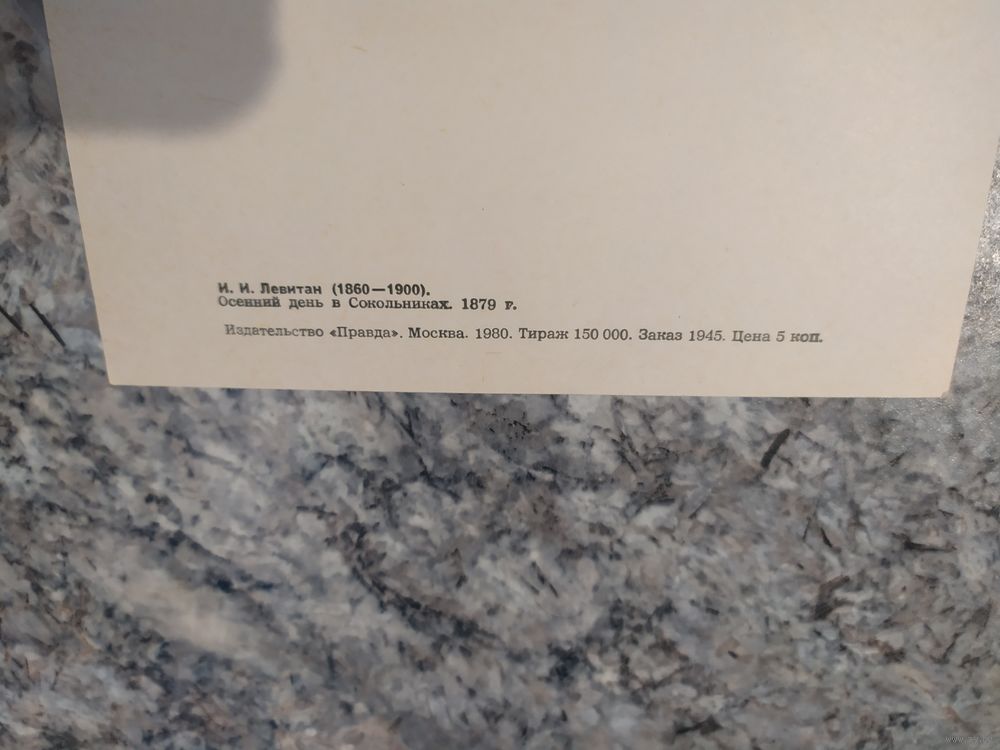 И. И. Левитан (1860—1900).
Осенний день в Сокольниках. 1879 г.
Издательство «Правда». Москва. 1980. Тираж 150 000. Заказ 1945. Цена 5 коп.